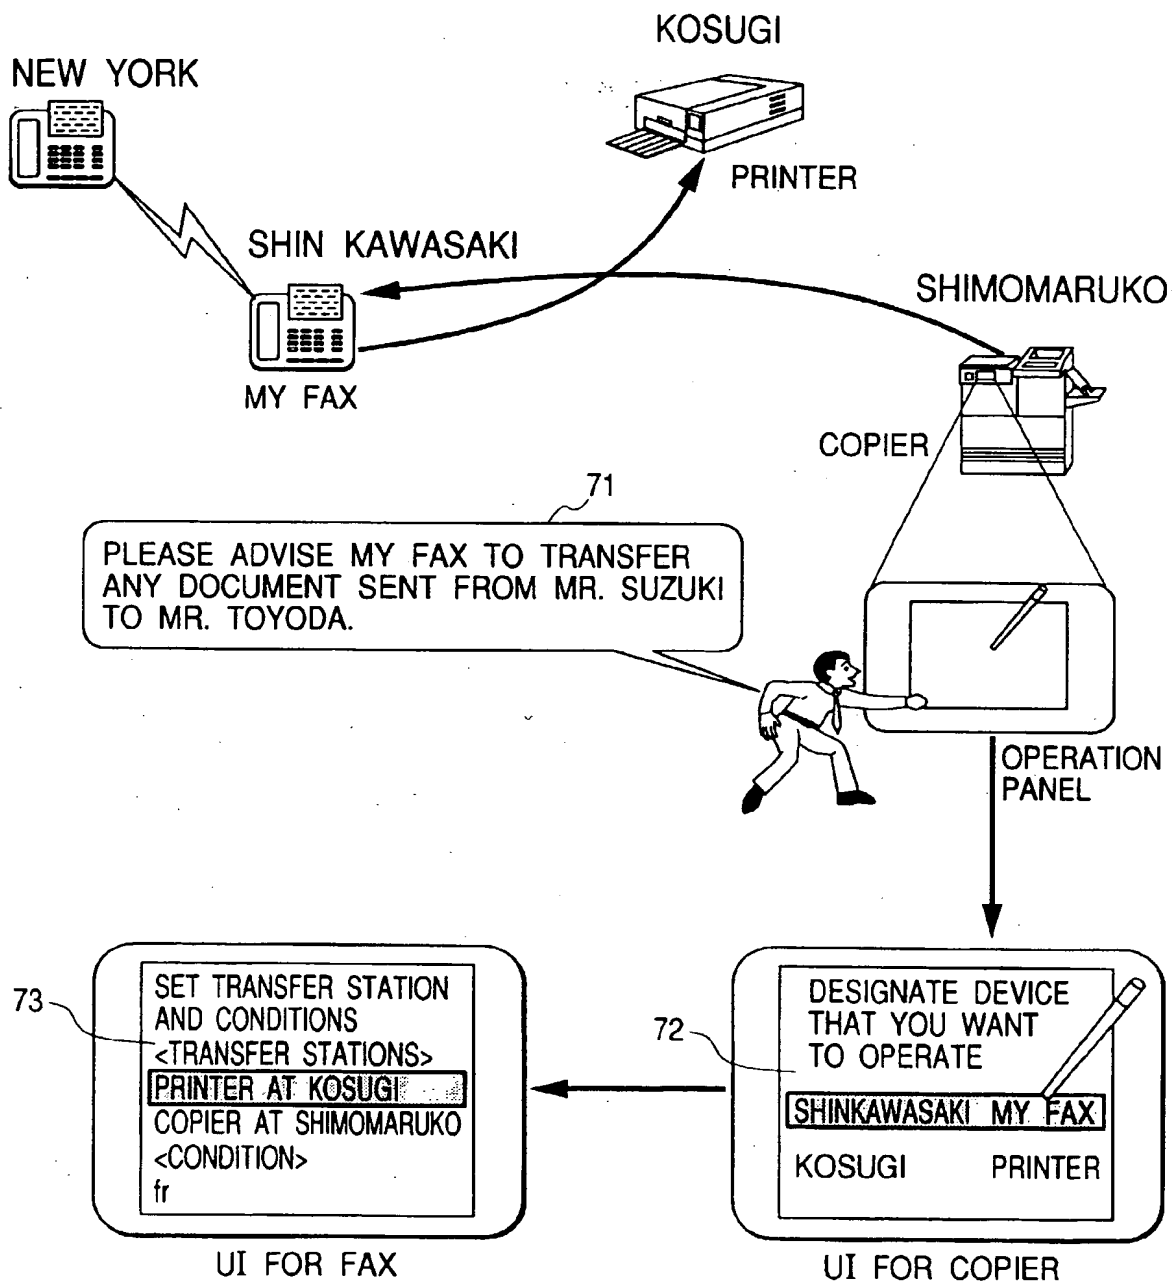 KOSUGI
NEW YORK
PRINTER
SHIN KAWASAKI
SHIMOMARUKO
MY FAX
COPIER
71
PLEASE ADVISE MY FAX TO TRANSFER
ANY DOCUMENT SENT FROM MR. SUZUKI
TO MR. TOYODA.
OPERATION
PANEL
73
SET TRANSFER STATION
AND CONDITIONS
<TRANSFER STATIONS>
PRINTER AT KOSUGI
COPIER AT SHIMOMARUKO
<CONDITION>
fr
UI FOR FAX
72
DESIGNATE DEVICE
THAT YOU WANT
TO OPERATE
SHINKAWASAKI MY FAX
KOSUGI PRINTER
UI FOR COPIER